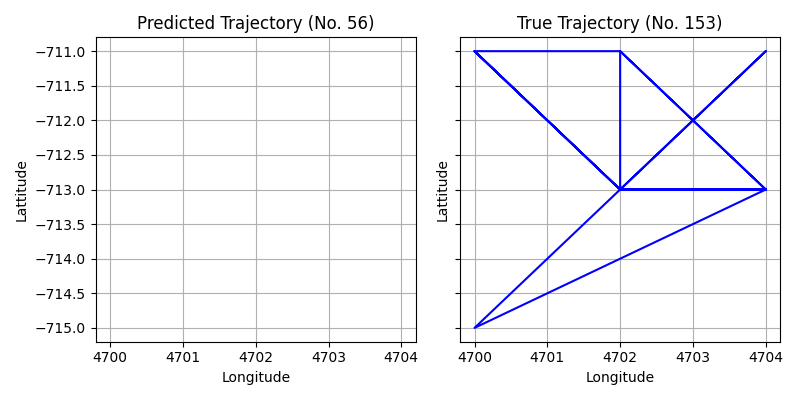 Predicted Trajectory (No. 56)
True Trajectory (No. 153)
Lattitude
−711.0
−711.5
−712.0
−712.5
−713.0
−713.5
−714.0
−714.5
−715.0
4700 4701 4702 4703 4704
Longitude
Lattitude
4700 4701 4702 4703 4704
Longitude